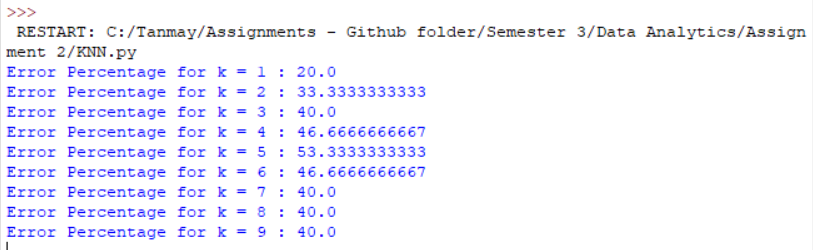 >>>
 RESTART: C:/Tanmay/Assignments - Github folder/Semester 3/Data Analytics/Assign
ment 2/KNN.py
Error Percentage for k = 1 : 20.0
Error Percentage for k = 2 : 33.3333333333
Error Percentage for k = 3 : 40.0
Error Percentage for k = 4 : 46.6666666667
Error Percentage for k = 5 : 53.3333333333
Error Percentage for k = 6 : 46.6666666667
Error Percentage for k = 7 : 40.0
Error Percentage for k = 8 : 40.0
Error Percentage for k = 9 : 40.0